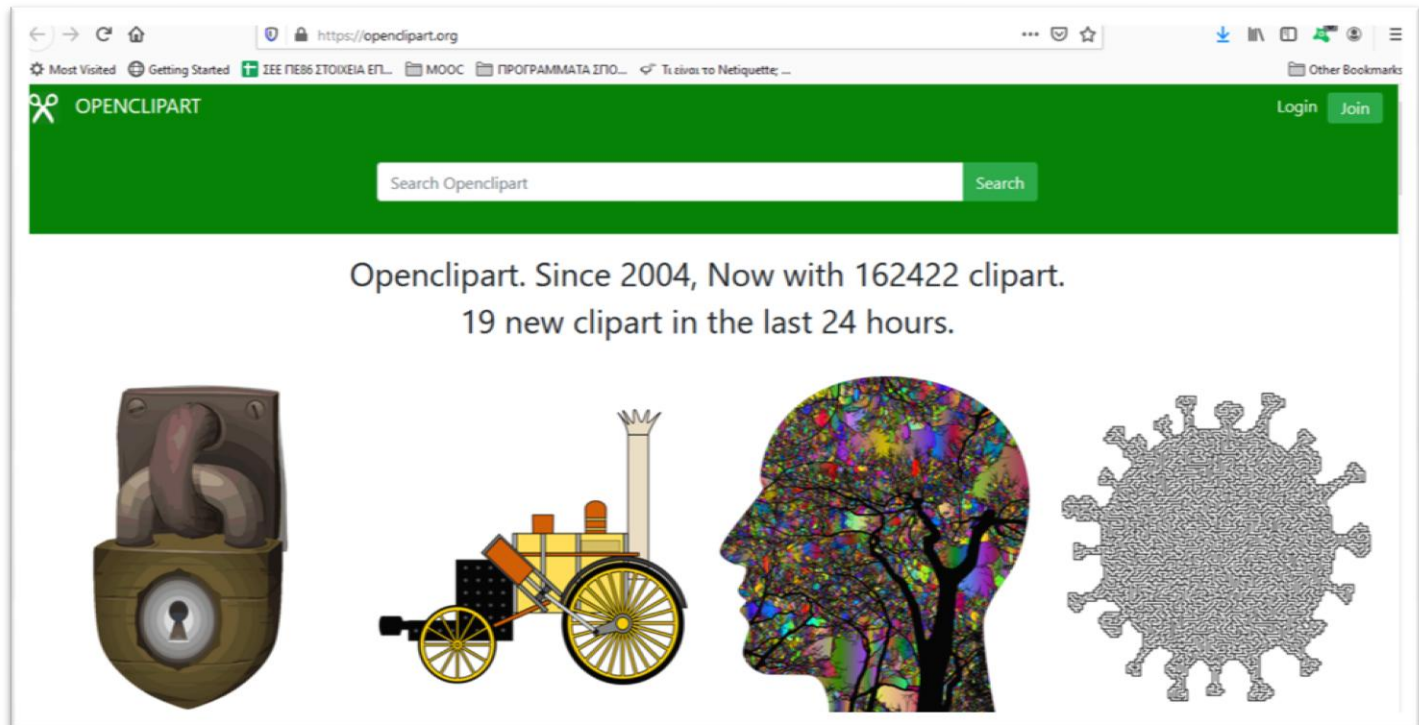 https://openclipart.org
Most Visited Getting Started ΣΕΕ ΠΕ86 ΣΤΟΙΧΕΙΑ ΕΠ... MOOC ΠΡΟΓΡΑΜΜΑΤΑ ΣΠΟ... Τι είναι το Netiquette; ... Other Bookmarks
OPENCLIPART Login Join
Search Openclipart Search
Openclipart. Since 2004, Now with 162422 clipart.
19 new clipart in the last 24 hours.